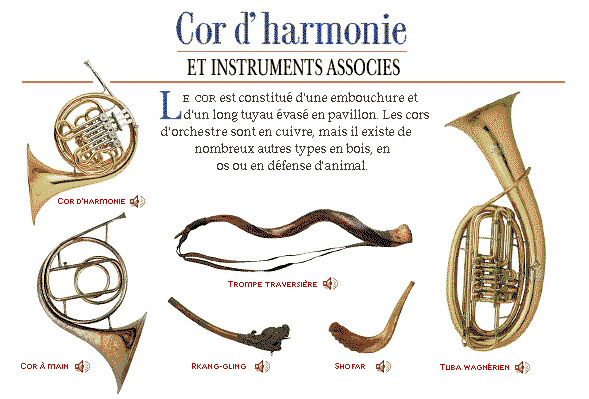 Cor d'harmonie
ET INSTRUMENTS ASSOCIES
LE COR est constitué d'une embouchure et
d'un long tuyau évasé en pavillon. Les cors
d'orchestre sont en cuivre, mais il existe de
nombreux autres types en bois, en
os ou en défense d'animal.
COR D'HARMONIE
TROMPE TRAVERSIÈRE
COR À MAIN
RKANG-GLING
SHOFAR
TUBA WAGNÉRIEN